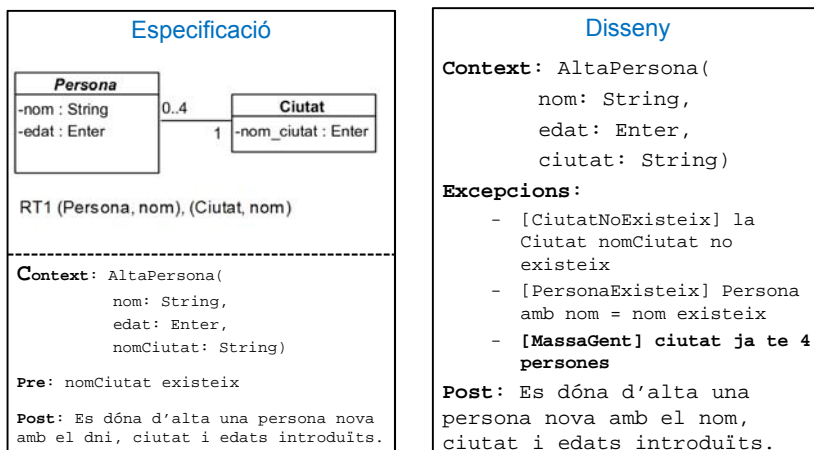 Especificació
Persona
-nom : String
-edat : Enter
0..4
1
Ciutat
-nom_ciutat : Enter
RT1 (Persona, nom), (Ciutat, nom)
Context: AltaPersona(
nom: String,
edat: Enter,
nomCiutat: String)
Pre: nomCiutat existeix
Post: Es dóna d'alta una persona nova
amb el dni, ciutat i edats introduïts.
Disseny
Context: AltaPersona(
nom: String,
edat: Enter,
ciutat: String)
Excepcions:
- [CiutatNoExisteix] la
Ciutat nomCiutat no
existeix
- [PersonaExisteix] Persona
amb nom = nom existeix
- [MassaGent] ciutat ja te 4
persones
Post: Es dóna d'alta una
persona nova amb el nom,
ciutat i edats introduïts.